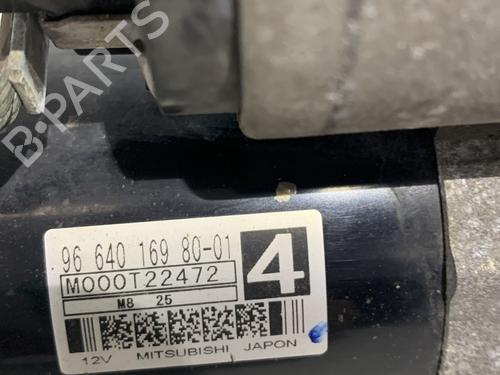 B-PARTS
96 640 169 80-01
M000T22472
4
M8 25
12V MITSUBISHI JAPON